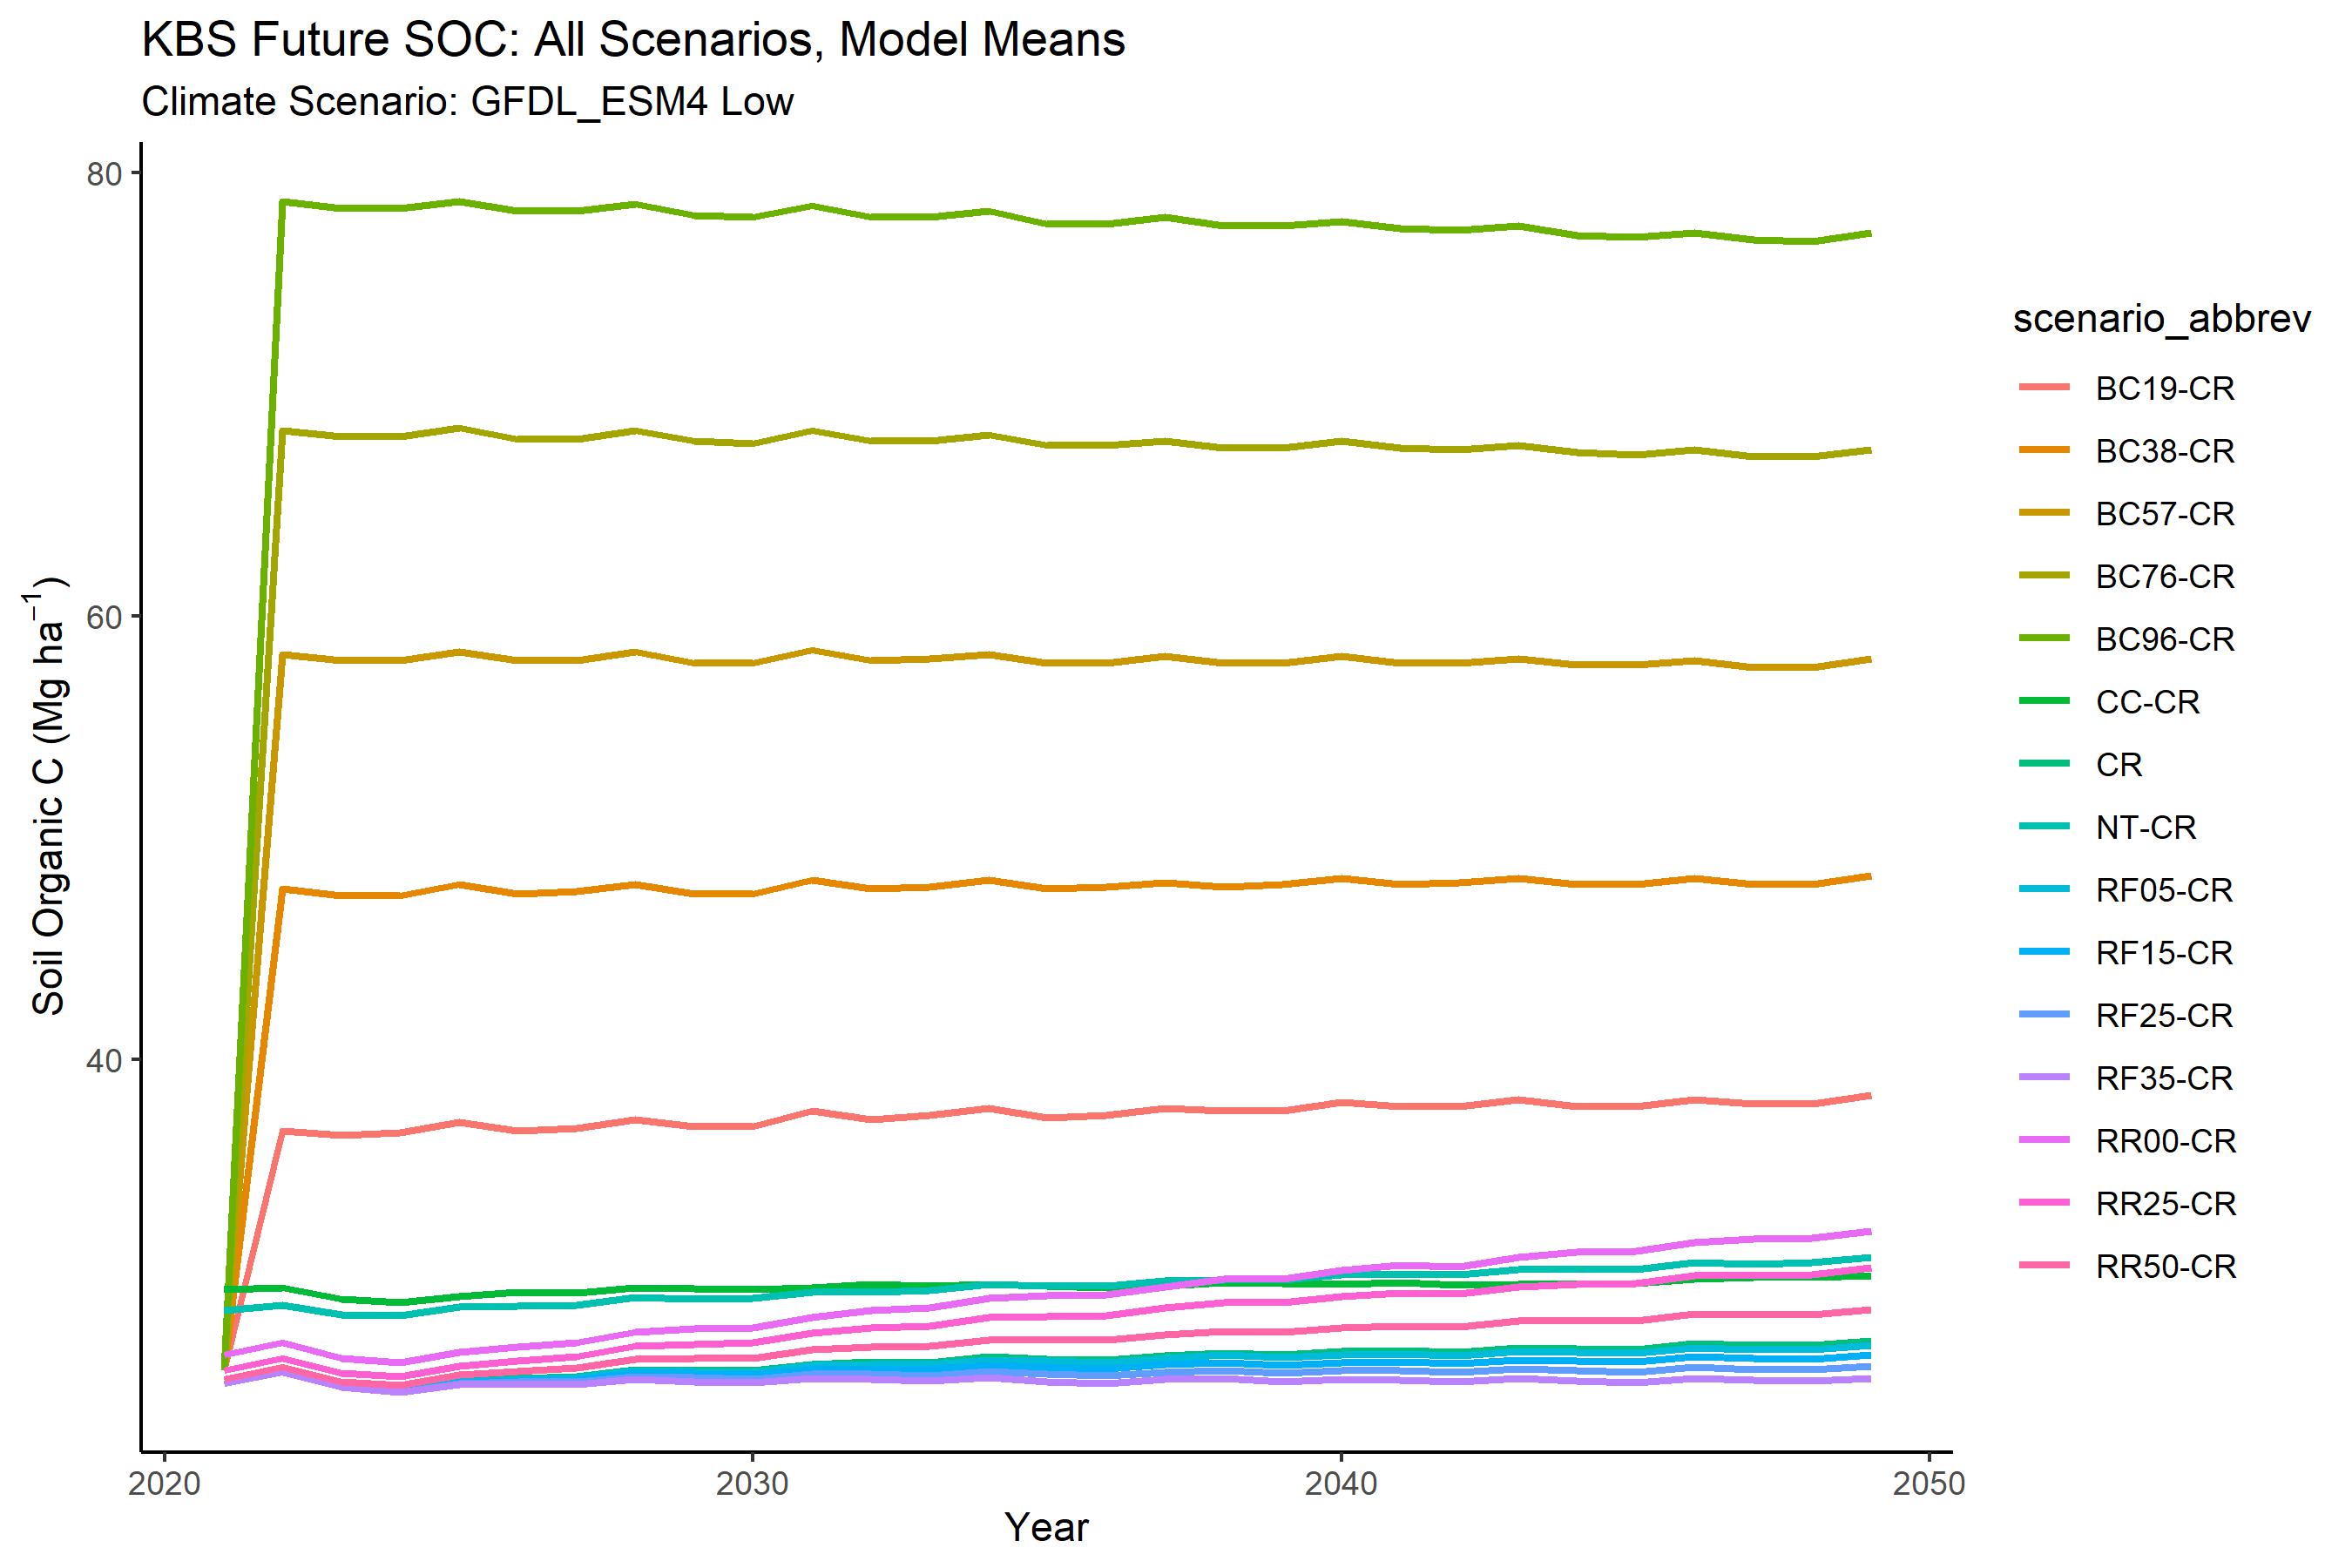 KBS Future SOC: All Scenarios, Model Means
Climate Scenario: GFDL_ESM4 Low
80
60
40
Soil Organic C (Mg ha⁻¹)
2020
2030
2040
2050
Year
scenario_abbrev
BC19-CR
BC38-CR
BC57-CR
BC76-CR
BC96-CR
CC-CR
CR
NT-CR
RF05-CR
RF15-CR
RF25-CR
RF35-CR
RR00-CR
RR25-CR
RR50-CR